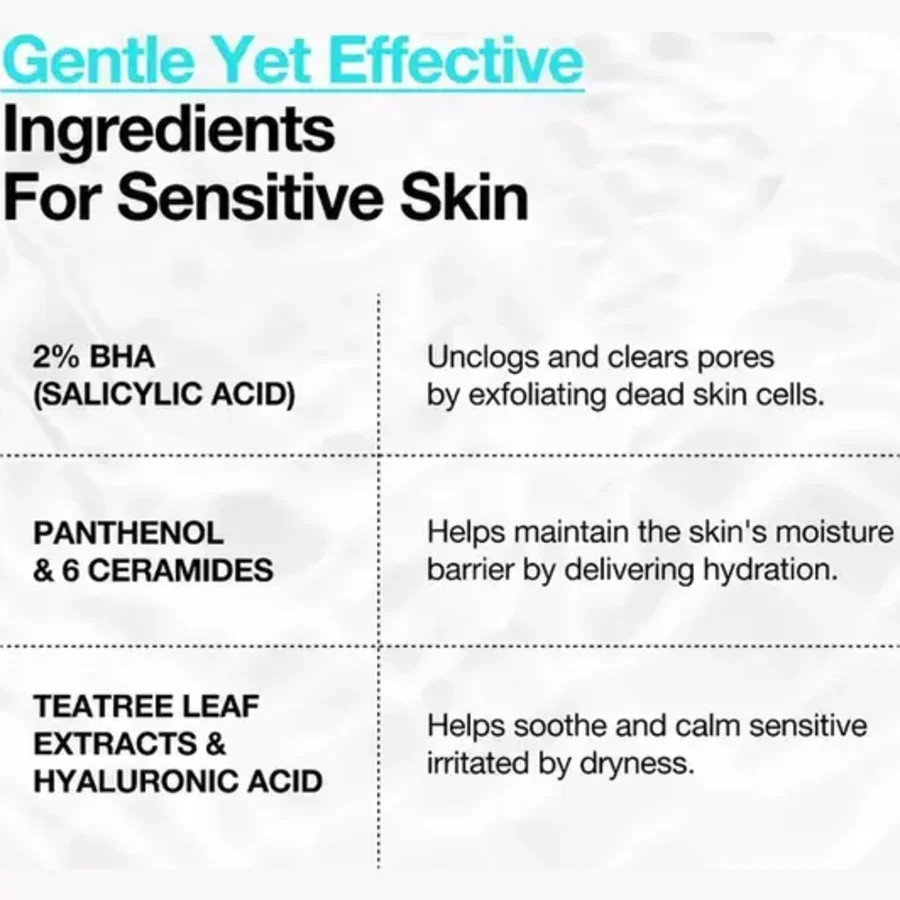 Gentle Yet Effective
Ingredients
For Sensitive Skin
2% BHA
(SALICYLIC ACID)
Unclogs and clears pores
by exfoliating dead skin cells.
PANTHENOL
& 6 CERAMIDES
Helps maintain the skin's moisture
barrier by delivering hydration.
TEATREE LEAF
EXTRACTS &
HYALURONIC ACID
Helps soothe and calm sensitive
irritated by dryness.